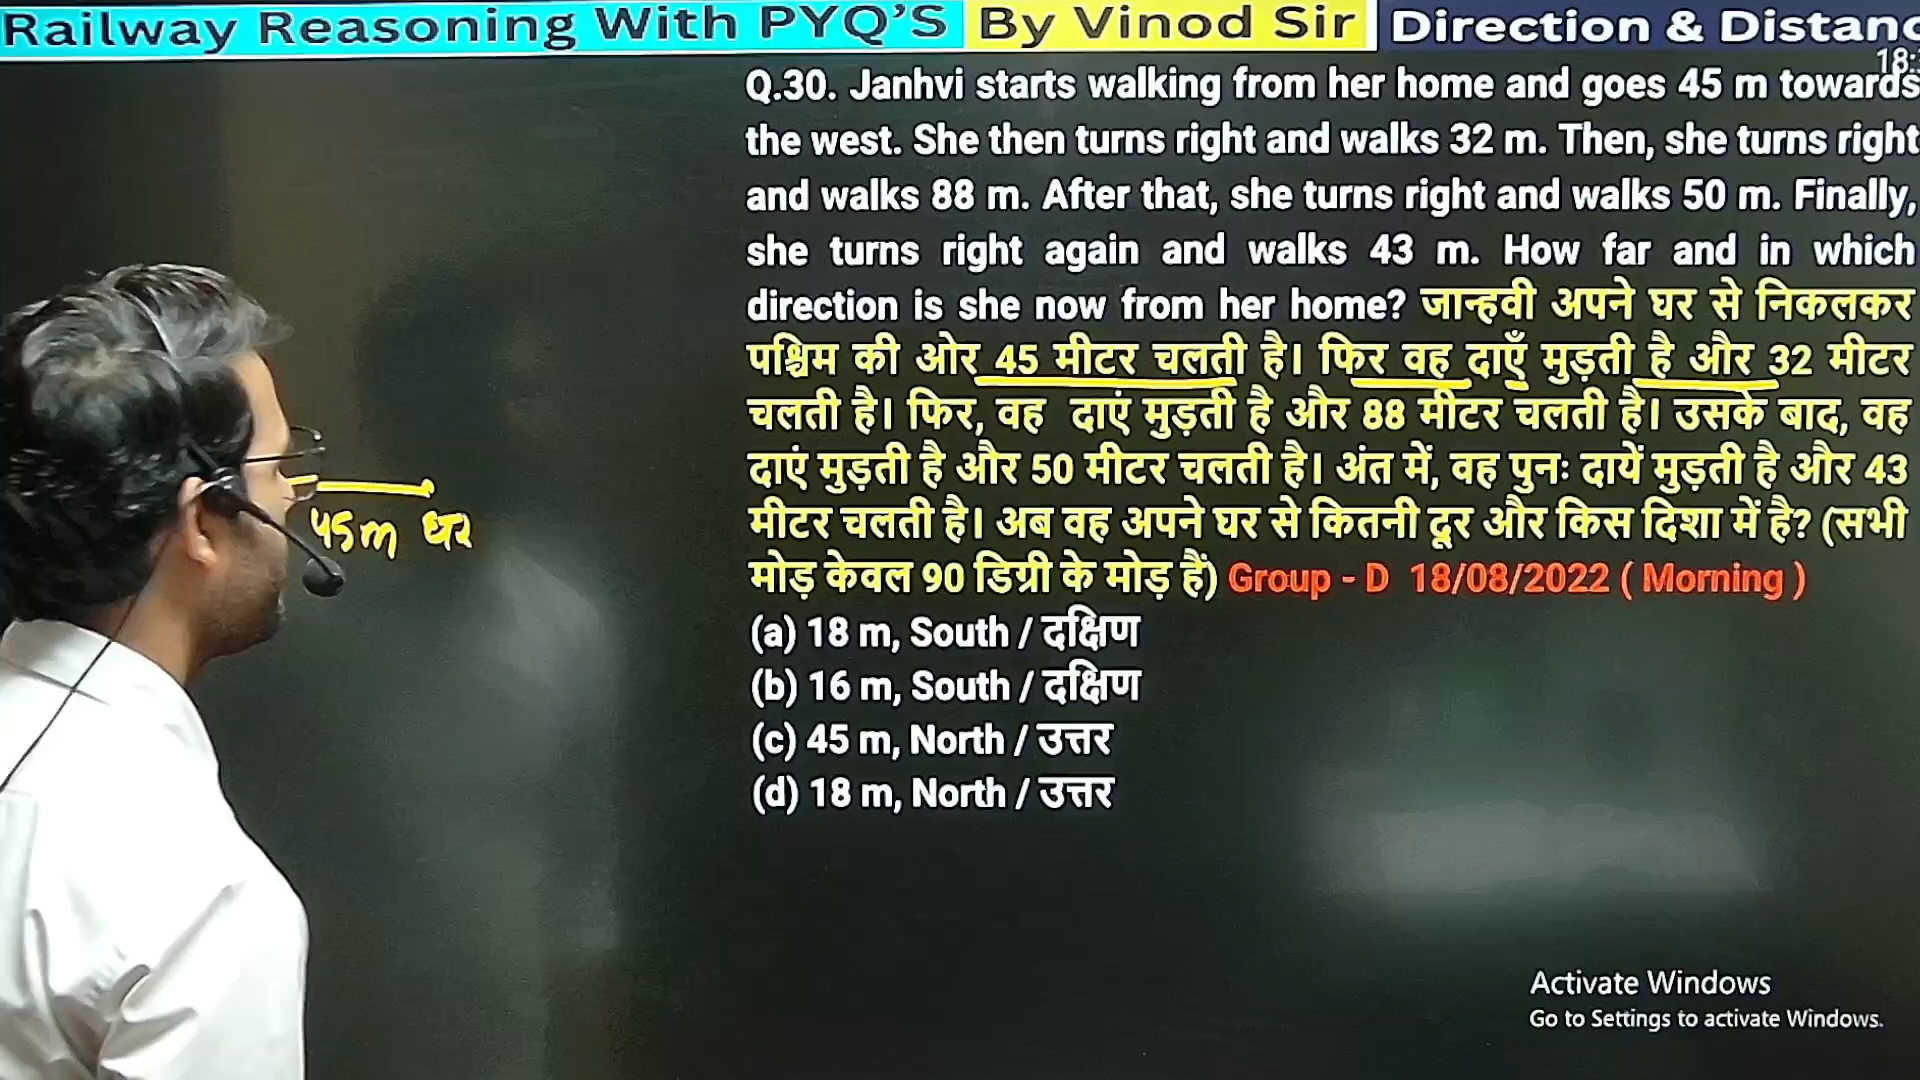 Railway Reasoning With PYQ'S By Vinod Sir Direction & Distanc
18:
Q.30. Janhvi starts walking from her home and goes 45 m towards
the west. She then turns right and walks 32 m. Then, she turns right
and walks 88 m. After that, she turns right and walks 50 m. Finally,
she turns right again and walks 43 m. How far and in which
direction is she now from her home? जान्हवी अपने घर से निकलकर
पश्चिम की ओर 45 मीटर चलती है। फिर वह दाएँ मुड़ती है और 32 मीटर
चलती है। फिर, वह दाएं मुड़ती है और 88 मीटर चलती है। उसके बाद, वह
दाएं मुड़ती है और 50 मीटर चलती है। अंत में, वह पुनः दायें मुड़ती है और 43
मीटर चलती है। अब वह अपने घर से कितनी दूर और किस दिशा में है? (सभी
मोड़ केवल 90 डिग्री के मोड़ हैं) Group - D 18/08/2022 ( Morning )
(a) 18 m, South / दक्षिण
(b) 16 m, South / दक्षिण
(c) 45 m, North / उत्तर
(d) 18 m, North / उत्तर
45m घर
Activate Windows
Go to Settings to activate Windows.